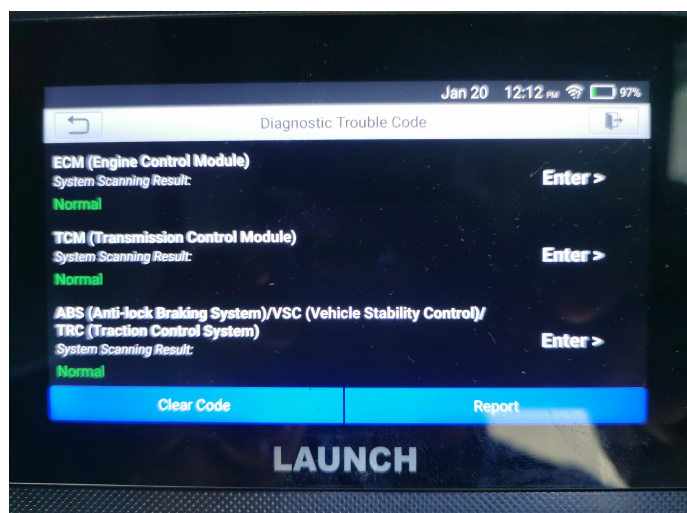 Jan 20 12:12 PM 97%
Diagnostic Trouble Code
ECM (Engine Control Module)
System Scanning Result:
Enter >
Normal
TCM (Transmission Control Module)
System Scanning Result:
Enter >
Normal
ABS (Anti-lock Braking System)/VSC (Vehicle Stability Control)/
TRC (Traction Control System)
System Scanning Result:
Enter >
Normal
Clear Code Report
LAUNCH